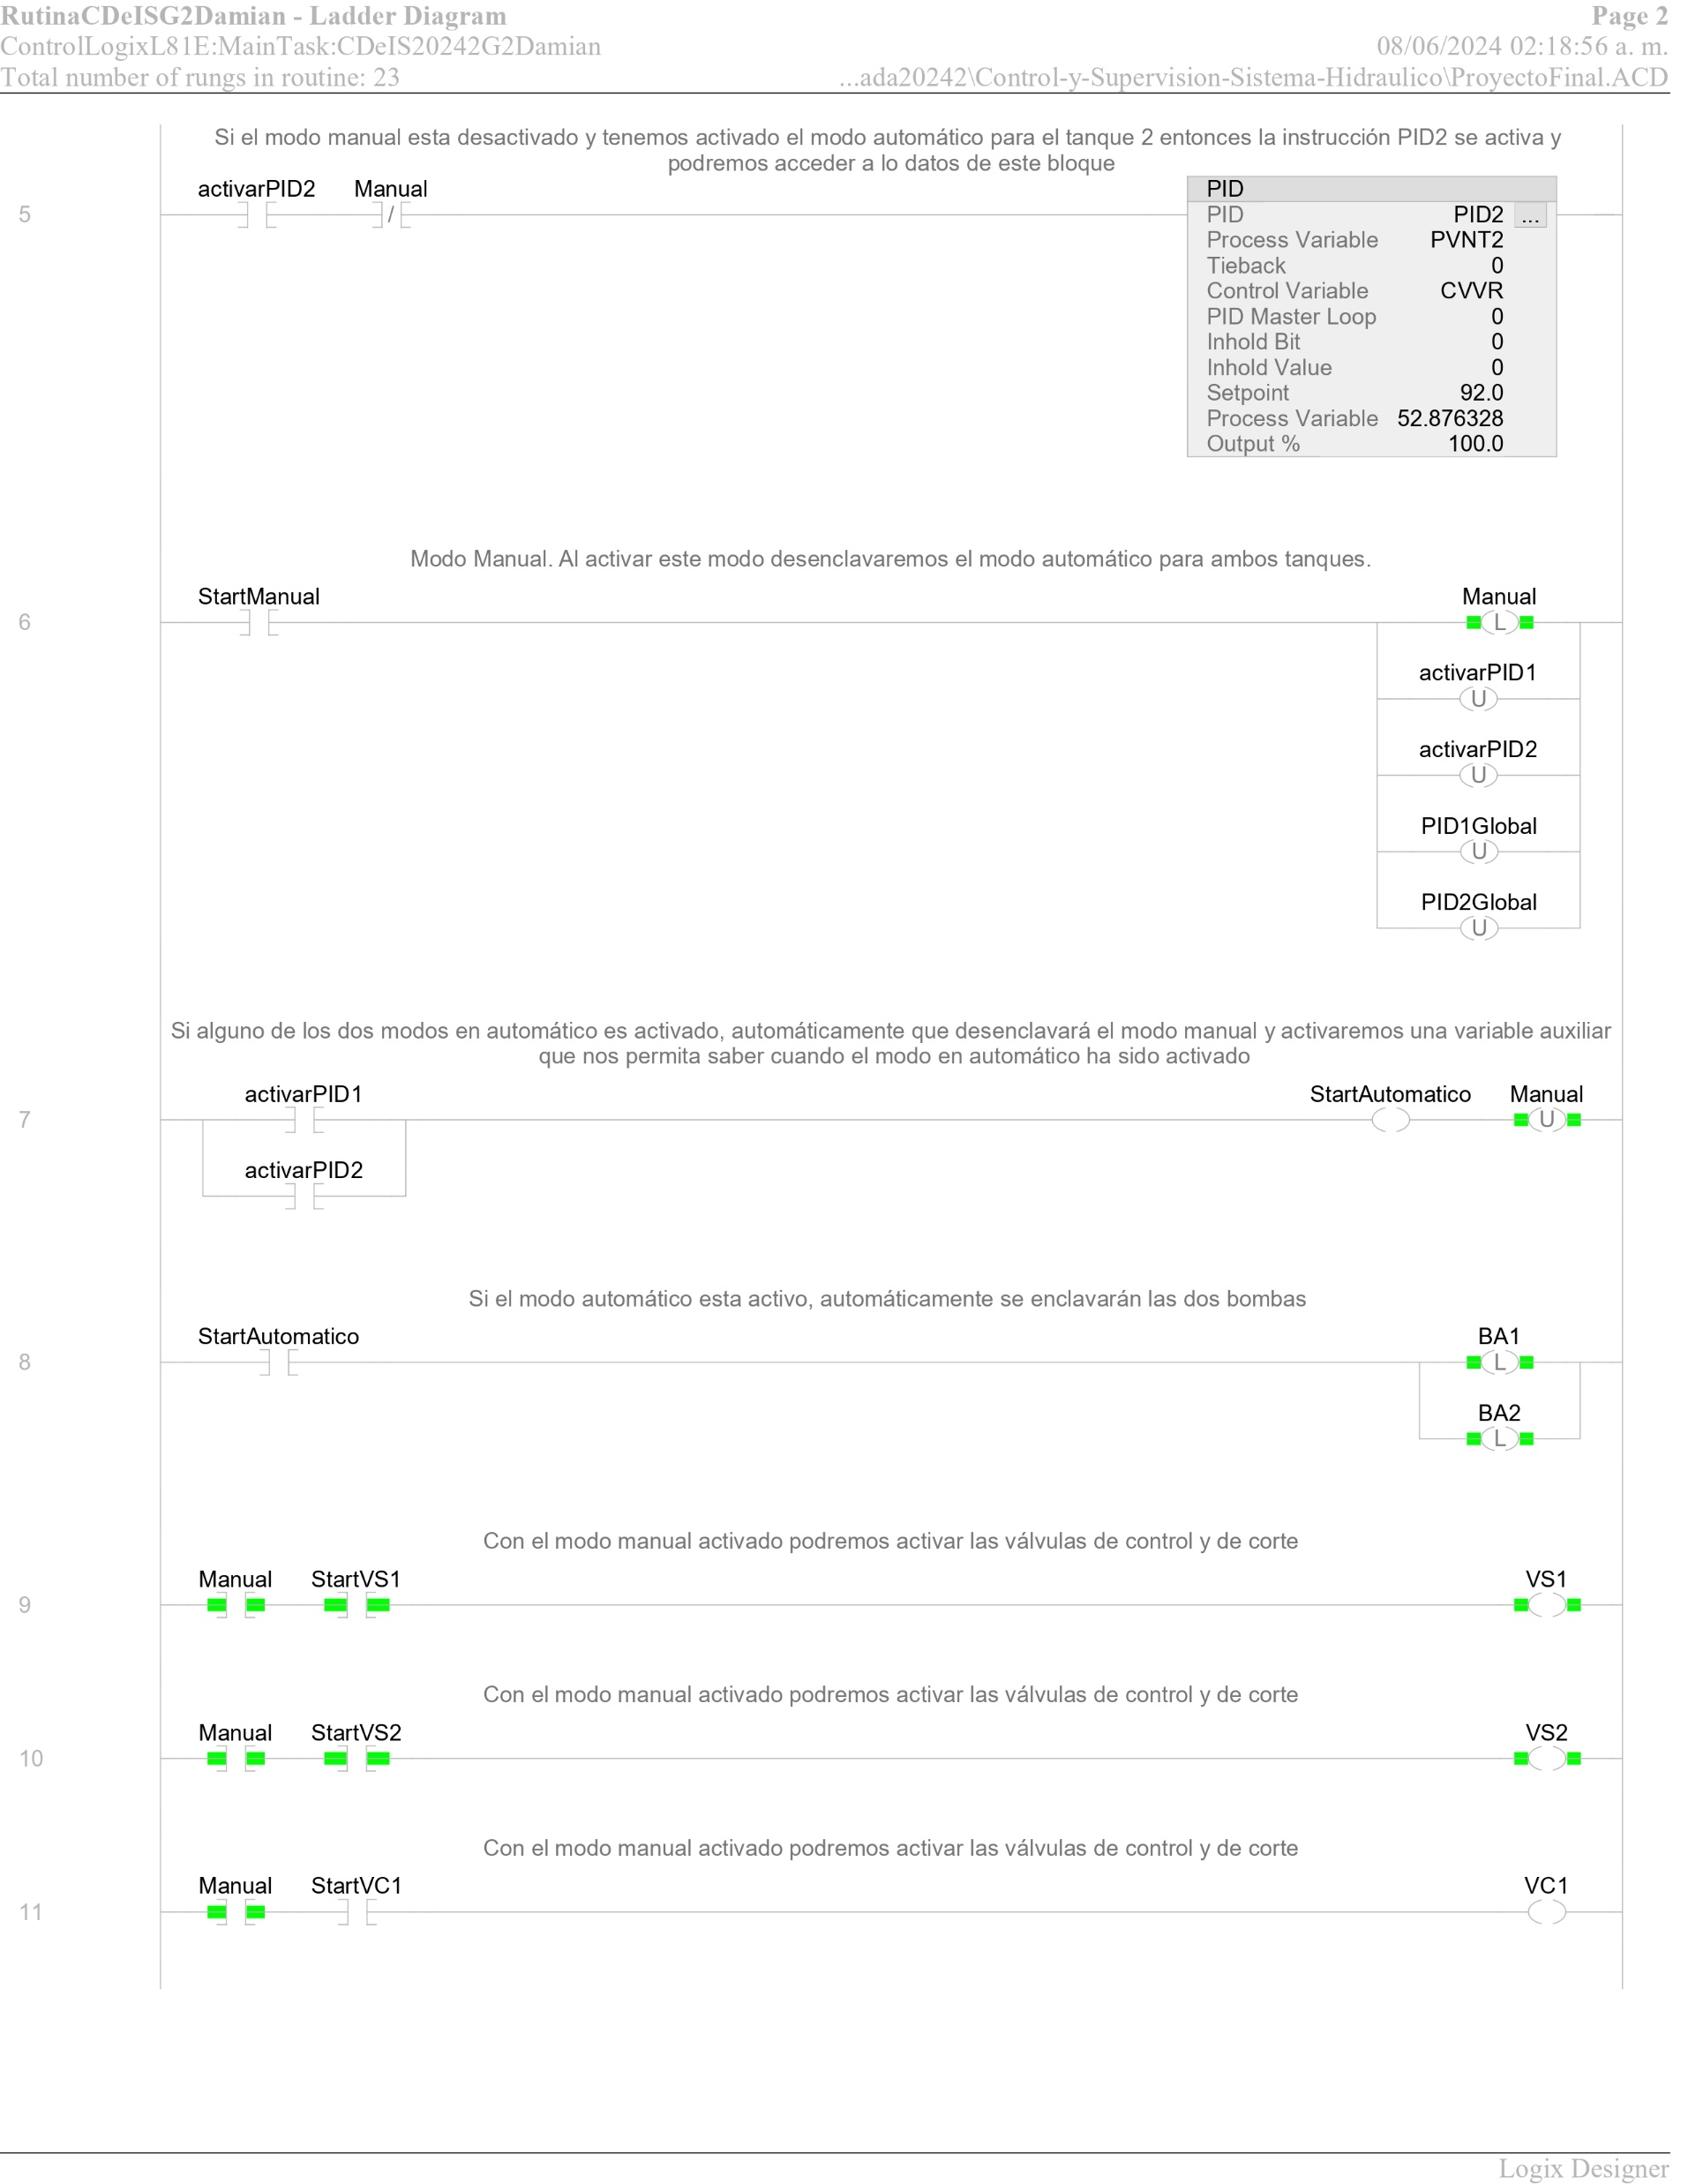 RutinaCDeISG2Damian - Ladder Diagram Page 2
ControlLogixL81E:MainTask:CDeIS20242G2Damian 08/06/2024 02:18:56 a. m.
Total number of rungs in routine: 23 ...ada20242\Control-y-Supervision-Sistema-Hidraulico\ProyectoFinal.ACD
Si el modo manual esta desactivado y tenemos activado el modo automático para el tanque 2 entonces la instrucción PID2 se activa y
podremos acceder a lo datos de este bloque
activarPID2 Manual
5 /
PID
PID PID2 ...
Process Variable PVNT2
Tieback 0
Control Variable CVVR
PID Master Loop 0
Inhold Bit 0
Inhold Value 0
Setpoint 92.0
Process Variable 52.876328
Output % 100.0
Modo Manual. Al activar este modo desenclavaremos el modo automático para ambos tanques.
StartManual Manual
6 L
activarPID1
U
activarPID2
U
PID1Global
U
PID2Global
U
Si alguno de los dos modos en automático es activado, automáticamente que desenclavará el modo manual y activaremos una variable auxiliar
que nos permita saber cuando el modo en automático ha sido activado
activarPID1 StartAutomatico Manual
7 U
activarPID2
Si el modo automático esta activo, automáticamente se enclavarán las dos bombas
StartAutomatico BA1
8 L
BA2
L
Con el modo manual activado podremos activar las válvulas de control y de corte
Manual StartVS1 VS1
9
Con el modo manual activado podremos activar las válvulas de control y de corte
Manual StartVS2 VS2
10
Con el modo manual activado podremos activar las válvulas de control y de corte
Manual StartVC1 VC1
11
Logix Designer